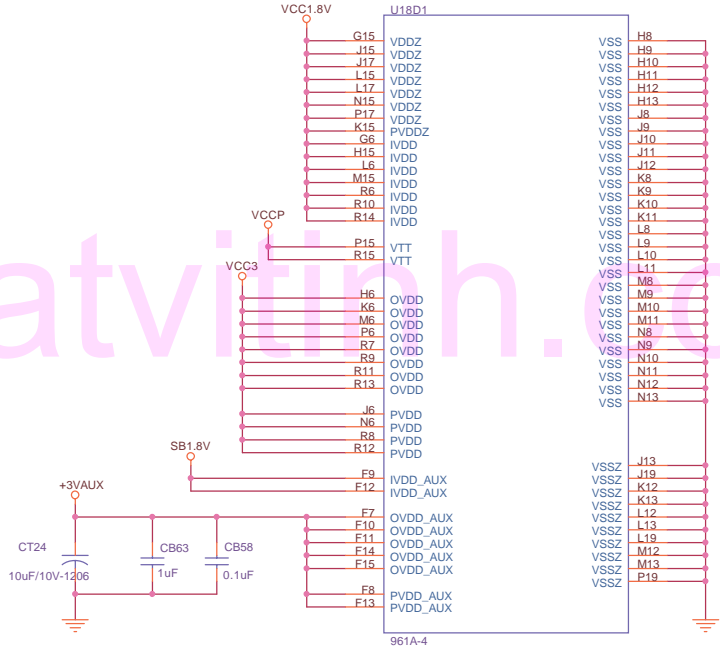 VCC1.8V
U18D1
G15 VDDZ VSS H8
J15 VDDZ VSS H9
J17 VDDZ VSS H10
L15 VDDZ VSS H11
L17 VDDZ VSS H12
N15 VDDZ VSS H13
P17 VDDZ VSS J8
K15 PVDDZ VSS J9
G6 IVDD VSS J10
H15 IVDD VSS J11
L6 IVDD VSS J12
M15 IVDD VSS K8
R6 IVDD VSS K9
R10 IVDD VSS K10
R14 IVDD VSS K11
VCCP
VSS L8
P15 VTT VSS L9
R15 VTT VSS L10
VCC3
VSS L11
VSS M8
H6 OVDD VSS M9
K6 OVDD VSS M10
M6 OVDD VSS M11
P6 OVDD VSS N8
R7 OVDD VSS N9
R9 OVDD VSS N10
R11 OVDD VSS N11
R13 OVDD VSS N12
VSS N13
J6 PVDD
N6 PVDD
R8 PVDD
R12 PVDD
SB1.8V
VSSZ J13
F9 IVDD_AUX VSSZ J19
F12 IVDD_AUX VSSZ K12
+3VAUX
VSSZ K13
F7 OVDD_AUX VSSZ L12
F10 OVDD_AUX VSSZ L13
F11 OVDD_AUX VSSZ L19
F14 OVDD_AUX VSSZ M12
F15 OVDD_AUX VSSZ M13
VSSZ P19
CT24 CB63 CB58
10uF/10V-1206 1uF 0.1uF
F8 PVDD_AUX
F13 PVDD_AUX
961A-4
atvitinh.co